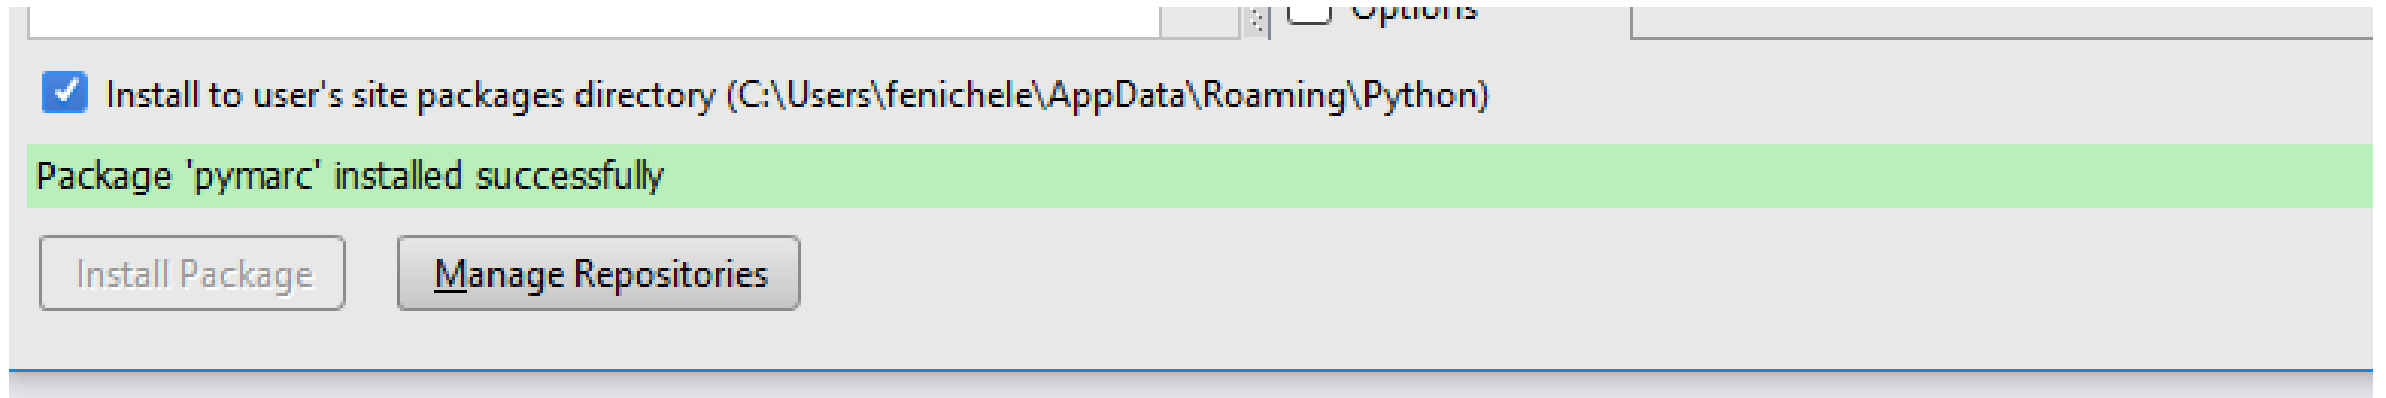 Options
Install to user's site packages directory (C:\Users\fenichele\AppData\Roaming\Python)
Package 'pymarc' installed successfully
Install Package Manage Repositories